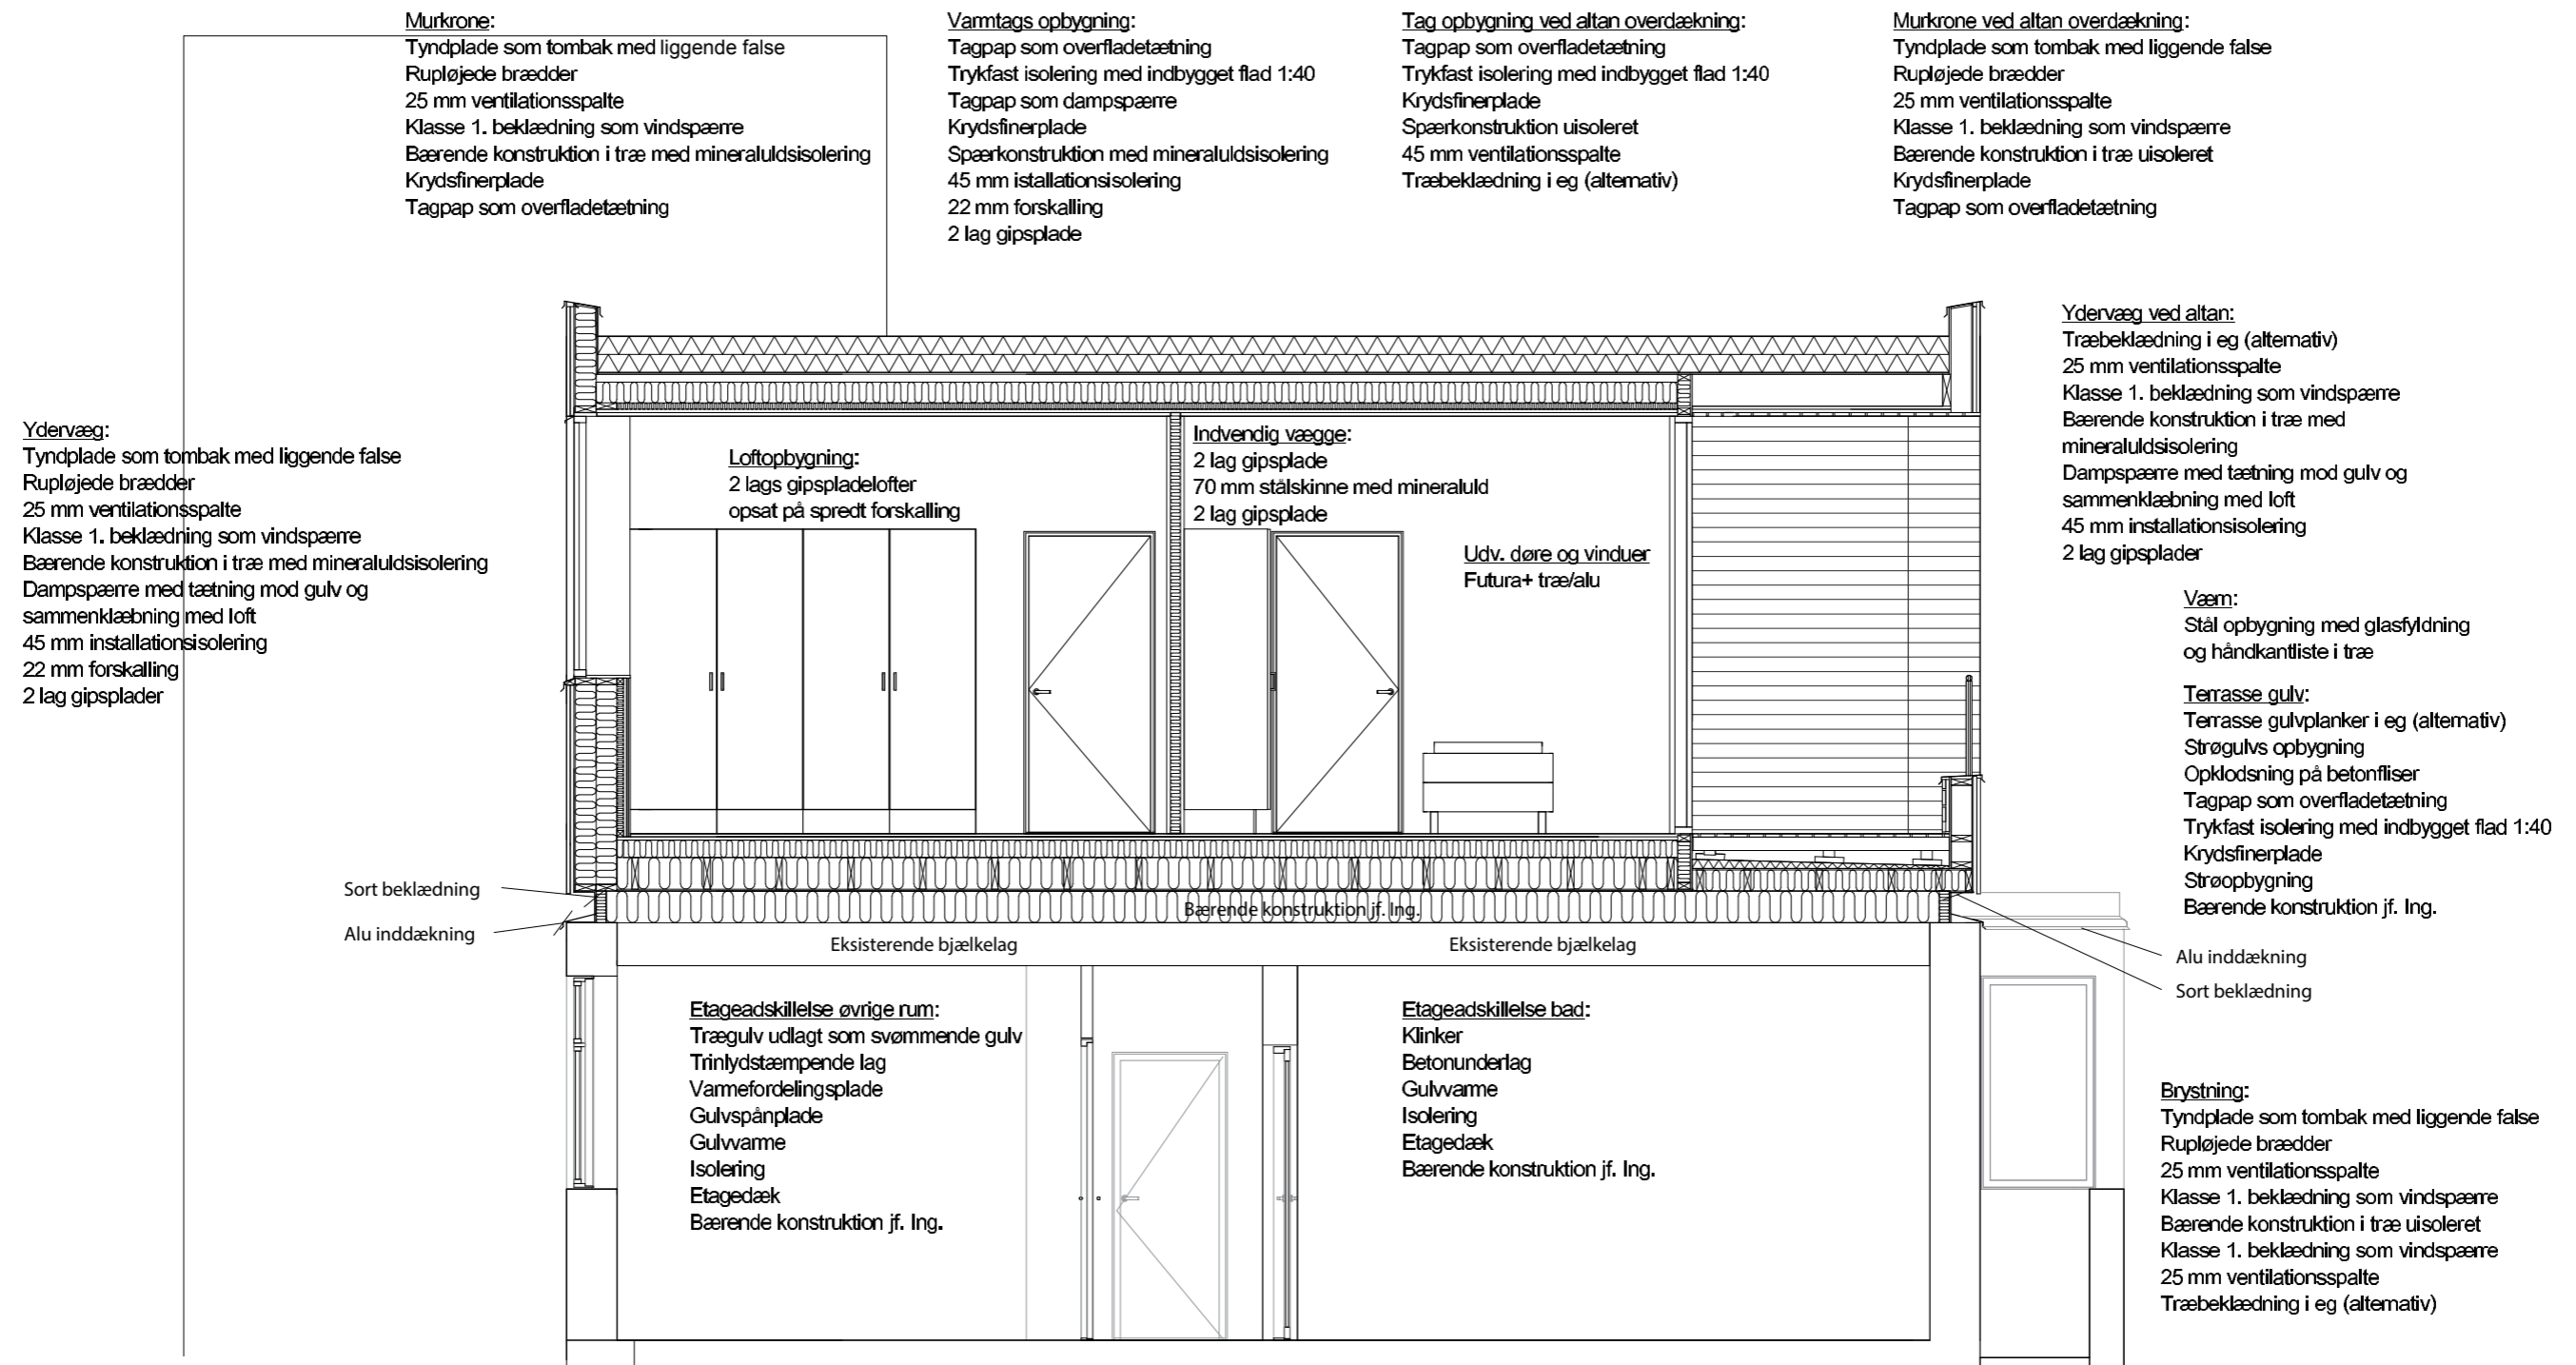 Murkrone:
Tyndplade som tombak med liggende false
Rupløjede brædder
25 mm ventilationsspalte
Klasse 1. beklædning som vindspærre
Bærende konstruktion i træ med mineraluldsisolering
Krydsfinerplade
Tagpap som overfladetætning
Varmtags opbygning:
Tagpap som overfladetætning
Trykfast isolering med indbygget flad 1:40
Tagpap som dampspærre
Krydsfinerplade
Spærkonstruktion med mineraluldsisolering
45 mm istallationsisolering
22 mm forskalling
2 lag gipsplade
Tag opbygning ved altan overdækning:
Tagpap som overfladetætning
Trykfast isolering med indbygget flad 1:40
Krydsfinerplade
Spærkonstruktion uisoleret
45 mm ventilationsspalte
Træbeklædning i eg (alternativ)
Murkrone ved altan overdækning:
Tyndplade som tombak med liggende false
Rupløjede brædder
25 mm ventilationsspalte
Klasse 1. beklædning som vindspærre
Bærende konstruktion i træ uisoleret
Krydsfinerplade
Tagpap som overfladetætning
Ydervæg:
Tyndplade som tombak med liggende false
Rupløjede brædder
25 mm ventilationsspalte
Klasse 1. beklædning som vindspærre
Bærende konstruktion i træ med mineraluldsisolering
Dampspærre med tætning mod gulv og
sammenklæbning med loft
45 mm installationsisolering
22 mm forskalling
2 lag gipsplader
Loftopbygning:
2 lags gipspladelofter
opsat på spredt forskalling
Indvendig vægge:
2 lag gipsplade
70 mm stålskinne med mineraluld
2 lag gipsplade
Udv. døre og vinduer
Futura+ træ/alu
Ydervæg ved altan:
Træbeklædning i eg (alternativ)
25 mm ventilationsspalte
Klasse 1. beklædning som vindspærre
Bærende konstruktion i træ med
mineraluldsisolering
Dampspærre med tætning mod gulv og
sammenklæbning med loft
45 mm installationsisolering
2 lag gipsplader
Værn:
Stål opbygning med glasfyldning
og håndkantliste i træ
Terrasse gulv:
Terrasse gulvplanker i eg (alternativ)
Strøgulvs opbygning
Opklodsning på betonfliser
Tagpap som overfladetætning
Trykfast isolering med indbygget flad 1:40
Krydsfinerplade
Strøopbygning
Bærende konstruktion jf. Ing.
Sort beklædning
Alu inddækning
Bærende konstruktion jf. Ing.
Eksisterende bjælkelag
Eksisterende bjælkelag
Alu inddækning
Sort beklædning
Etageadskillelse øvrige rum:
Trægulv udlagt som svømmende gulv
Trinlydstæmpende lag
Varmefordelingsplade
Gulvspånplade
Gulvvarme
Isolering
Etagedæk
Bærende konstruktion jf. Ing.
Etageadskillelse bad:
Klinker
Betonunderlag
Gulvvarme
Isolering
Etagedæk
Bærende konstruktion jf. Ing.
Brystning:
Tyndplade som tombak med liggende false
Rupløjede brædder
25 mm ventilationsspalte
Klasse 1. beklædning som vindspærre
Bærende konstruktion i træ uisoleret
Klasse 1. beklædning som vindspærre
25 mm ventilationsspalte
Træbeklædning i eg (alternativ)